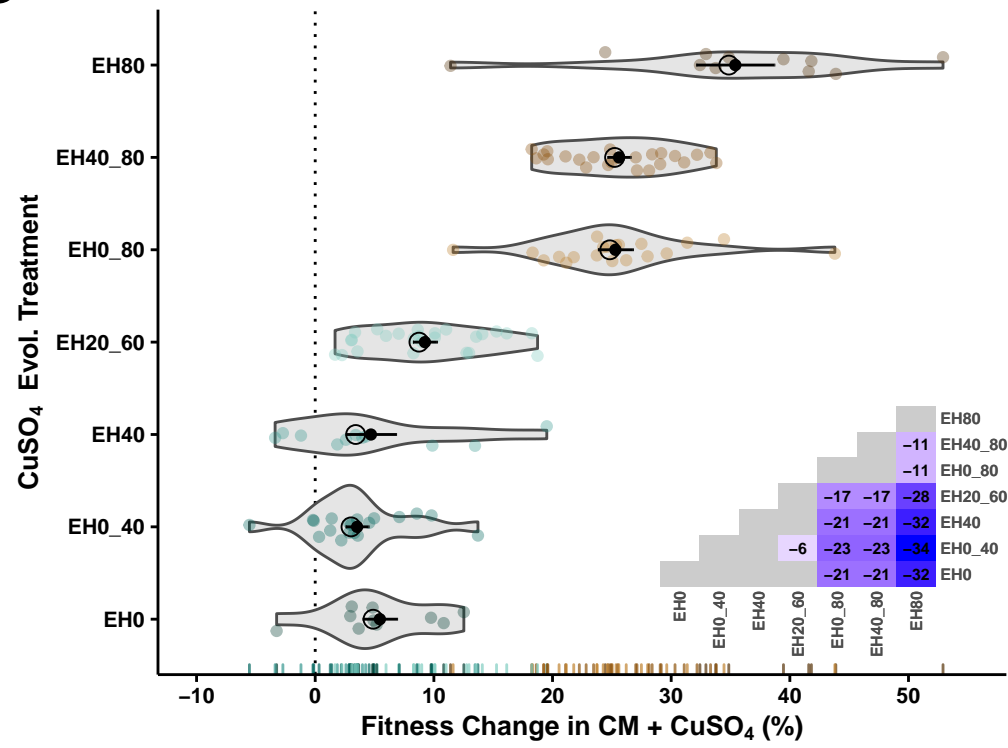 EH80
EH40_80
EH0_80
EH20_60
EH40
EH0_40
EH0
CuSO₄ Evol. Treatment
−10 0 10 20 30 40 50
Fitness Change in CM + CuSO₄ (%)
EH80
−11 EH40_80
−11 EH0_80
−17 −17 −28 EH20_60
−21 −21 −32 EH40
−6 −23 −23 −34 EH0_40
−21 −21 −32 EH0
EH0 EH0_40 EH40 EH20_60 EH0_80 EH40_80 EH80